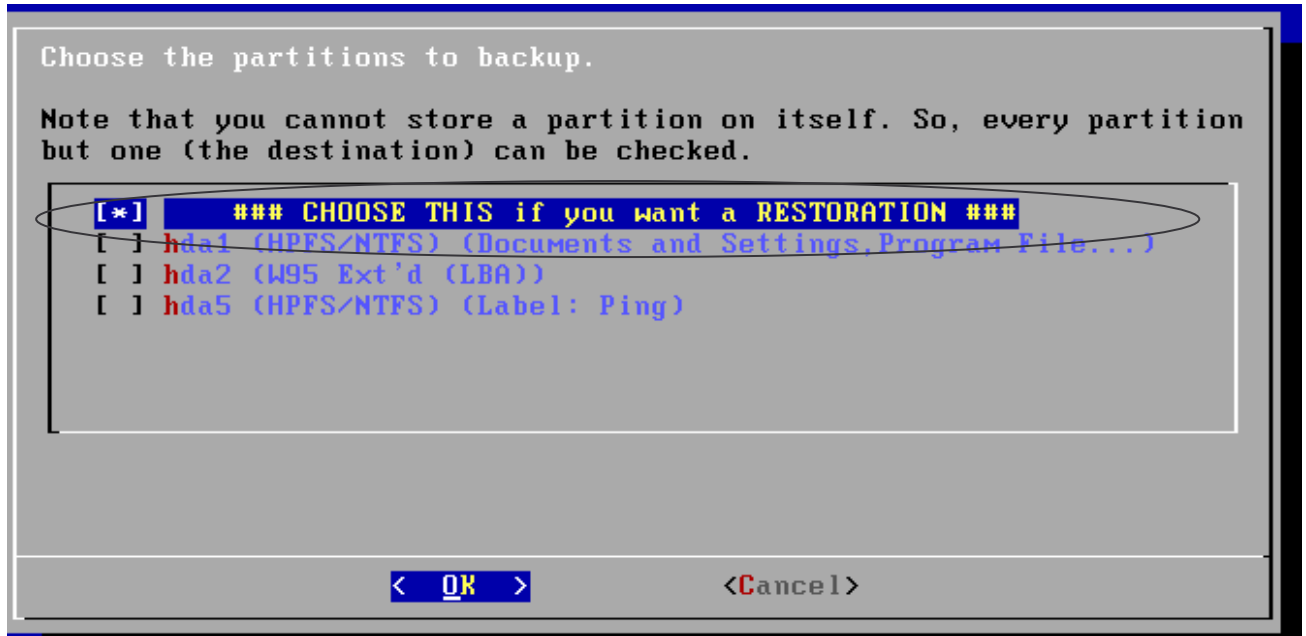 Choose the partitions to backup.
Note that you cannot store a partition on itself. So, every partition
but one (the destination) can be checked.
[*] ### CHOOSE THIS if you want a RESTORATION ###
[ ] hda1 (HPFS/NTFS) (Documents and Settings,Program File...)
[ ] hda2 (W95 Ext'd (LBA))
[ ] hda5 (HPFS/NTFS) (Label: Ping)
< OK > <Cancel>